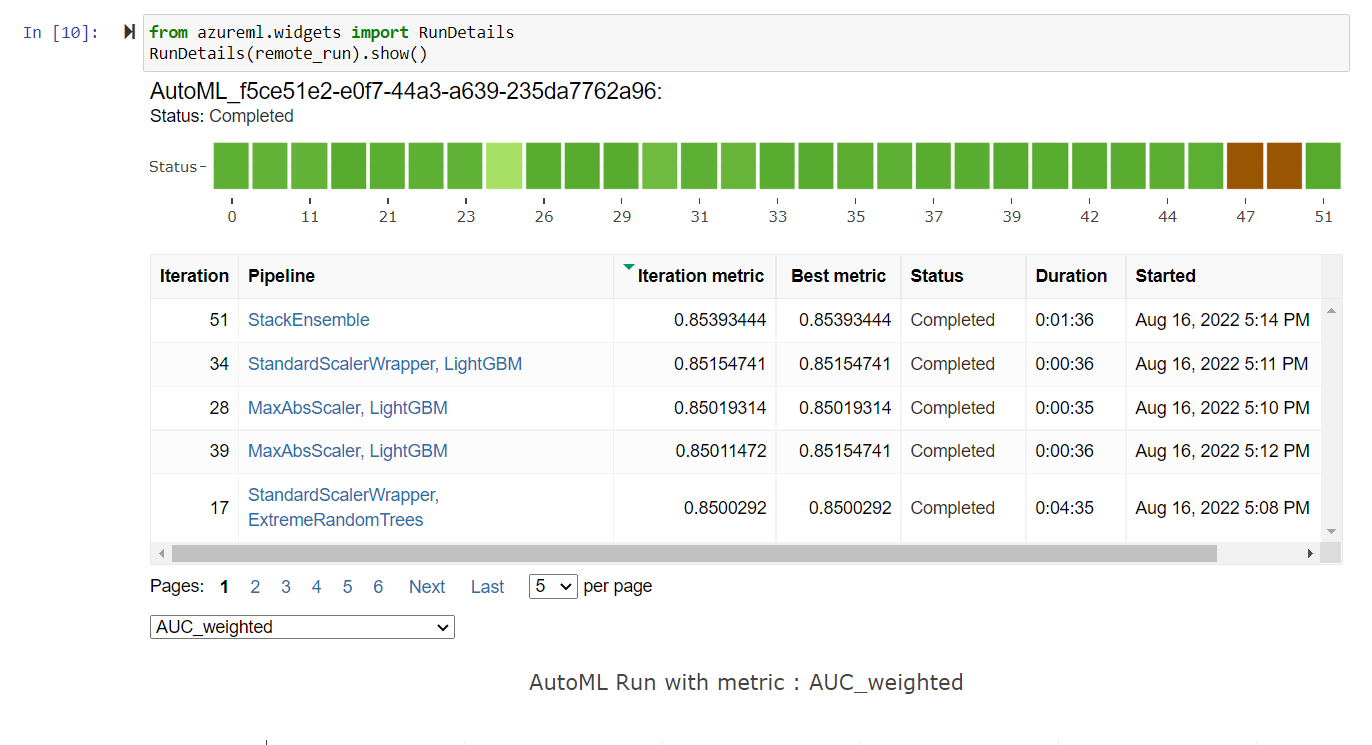 In [10]: from azureml.widgets import RunDetails
RunDetails(remote_run).show()
AutoML_f5ce51e2-e0f7-44a3-a639-235da7762a96:
Status: Completed
Status
0 11 21 23 26 29 31 33 35 37 39 42 44 47 51
Iteration Pipeline Iteration metric Best metric Status Duration Started
51 StackEnsemble 0.85393444 0.85393444 Completed 0:01:36 Aug 16, 2022 5:14 PM
34 StandardScalerWrapper, LightGBM 0.85154741 0.85154741 Completed 0:00:36 Aug 16, 2022 5:11 PM
28 MaxAbsScaler, LightGBM 0.85019314 0.85019314 Completed 0:00:35 Aug 16, 2022 5:10 PM
39 MaxAbsScaler, LightGBM 0.85011472 0.85154741 Completed 0:00:36 Aug 16, 2022 5:12 PM
StandardScalerWrapper,
17 ExtremeRandomTrees 0.8500292 0.8500292 Completed 0:04:35 Aug 16, 2022 5:08 PM
Pages: 1 2 3 4 5 6 Next Last 5 per page
AUC_weighted
AutoML Run with metric : AUC_weighted